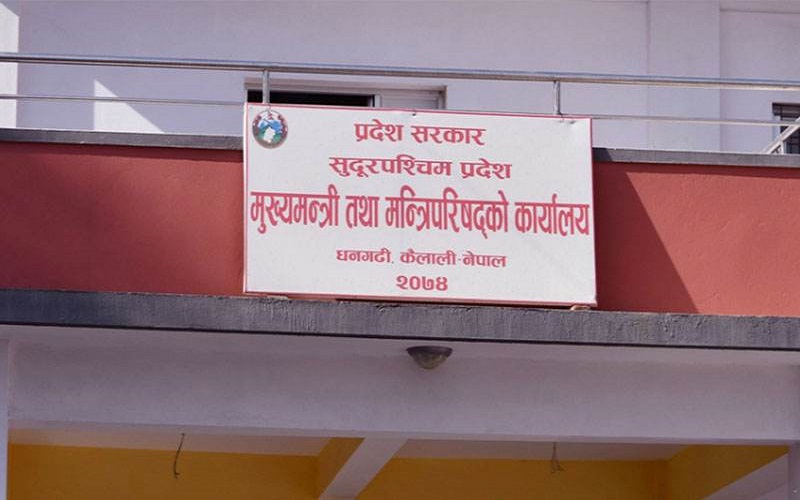 प्रदेश सरकार
सुदूरपश्चिम प्रदेश
मुख्यमन्त्री तथा मन्त्रिपरिषद्को कार्यालय
धनगढी, कैलाली-नेपाल
२०७४